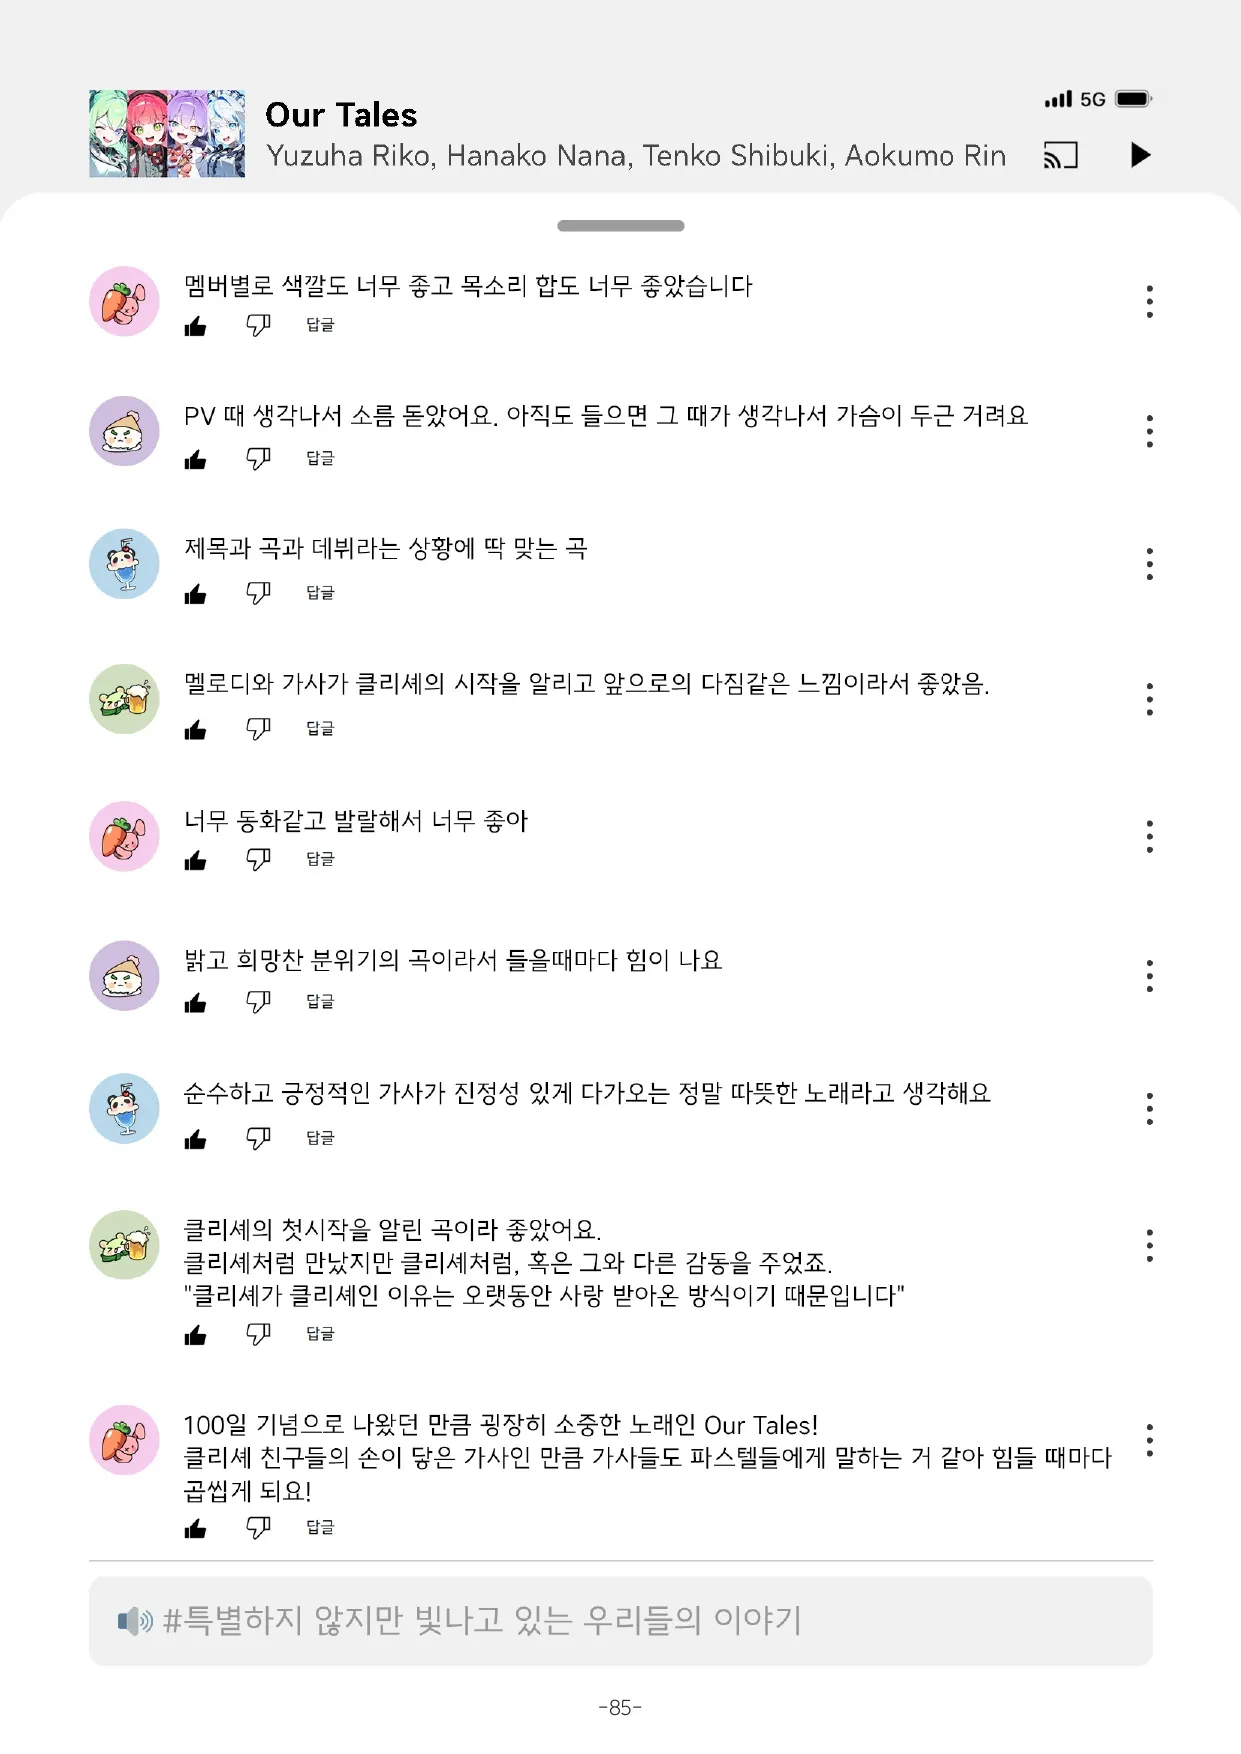 Our Tales
5G
Yuzuha Riko, Hanako Nana, Tenko Shibuki, Aokumo Rin
멤버별로 색깔도 너무 좋고 목소리 합도 너무 좋았습니다
답글
PV 때 생각나서 소름 돋았어요. 아직도 들으면 그 때가 생각나서 가슴이 두근 거려요
답글
제목과 곡과 데뷔라는 상황에 딱 맞는 곡
답글
멜로디와 가사가 클리셰의 시작을 알리고 앞으로의 다짐같은 느낌이라서 좋았음.
답글
너무 동화같고 발랄해서 너무 좋아
답글
밝고 희망찬 분위기의 곡이라서 들을때마다 힘이 나요
답글
순수하고 긍정적인 가사가 진정성 있게 다가오는 정말 따뜻한 노래라고 생각해요
답글
클리셰의 첫시작을 알린 곡이라 좋았어요.
클리셰처럼 만났지만 클리셰처럼, 혹은 그와 다른 감동을 주었죠.
"클리셰가 클리셰인 이유는 오랫동안 사랑 받아온 방식이기 때문입니다"
답글
100일 기념으로 나왔던 만큼 굉장히 소중한 노래인 Our Tales!
클리셰 친구들의 손이 닿은 가사인 만큼 가사들도 파스텔들에게 말하는 거 같아 힘들 때마다
곱씹게 되요!
답글
#특별하지 않지만 빛나고 있는 우리들의 이야기
-85-